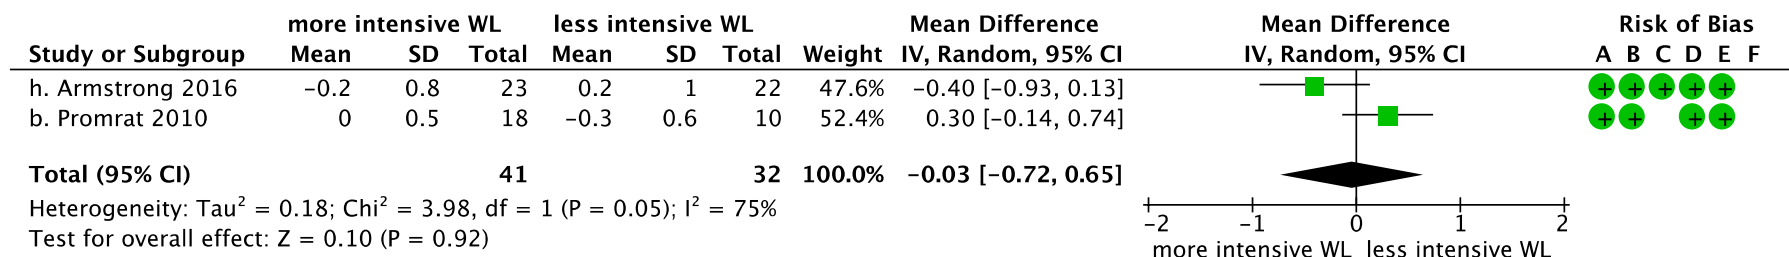 more intensive WL less intensive WL Mean Difference Mean Difference Risk of Bias
Study or Subgroup Mean SD Total Mean SD Total Weight IV, Random, 95% CI IV, Random, 95% CI A B C D E F
h. Armstrong 2016 −0.2 0.8 23 0.2 1 22 47.6% −0.40 [−0.93, 0.13] + + + + +
b. Promrat 2010 0 0.5 18 −0.3 0.6 10 52.4% 0.30 [−0.14, 0.74] + + + +
Total (95% CI) 41 32 100.0% −0.03 [−0.72, 0.65]
Heterogeneity: Tau² = 0.18; Chi² = 3.98, df = 1 (P = 0.05); I² = 75%
Test for overall effect: Z = 0.10 (P = 0.92)
−2 −1 0 1 2
more intensive WL less intensive WL